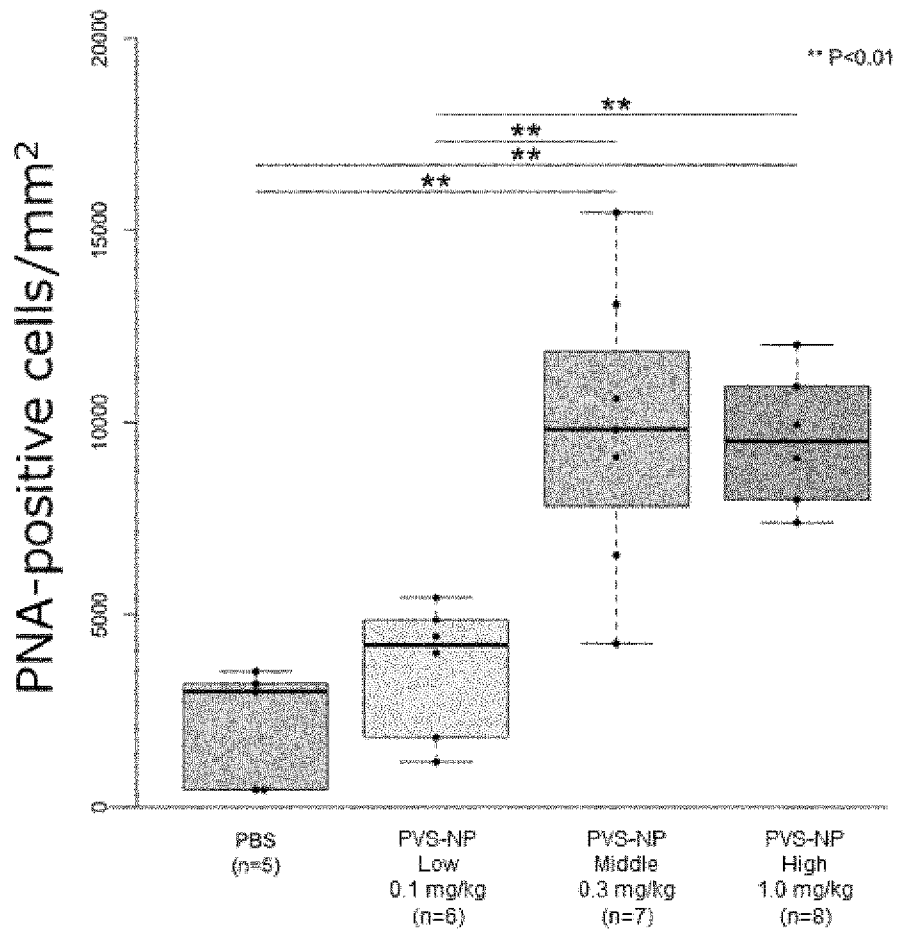 20000
** P<0.01
**
**
**
**
15000
PNA-positive cells/mm²
10000
5000
0
PBS
(n=5)
PVS-NP
Low
0.1 mg/kg
(n=6)
PVS-NP
Middle
0.3 mg/kg
(n=7)
PVS-NP
High
1.0 mg/kg
(n=8)